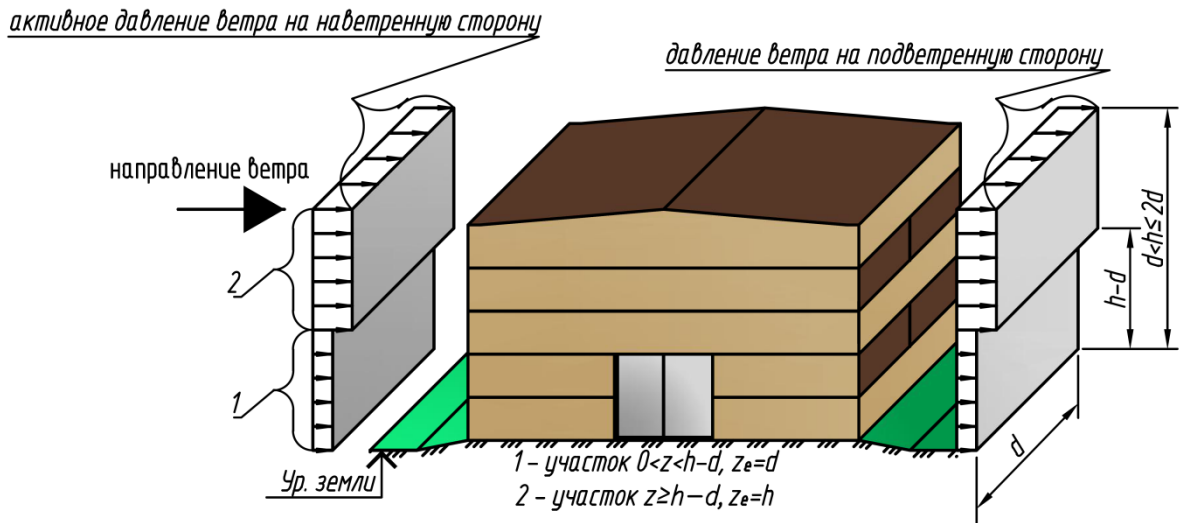 активное давление ветра на наветренную сторону
давление ветра на подветренную сторону
направление ветра
2
1
d<h≤2d
h-d
d
Ур. земли
1 - участок 0<z<h-d, zₑ=d
2 - участок z≥h-d, zₑ=h